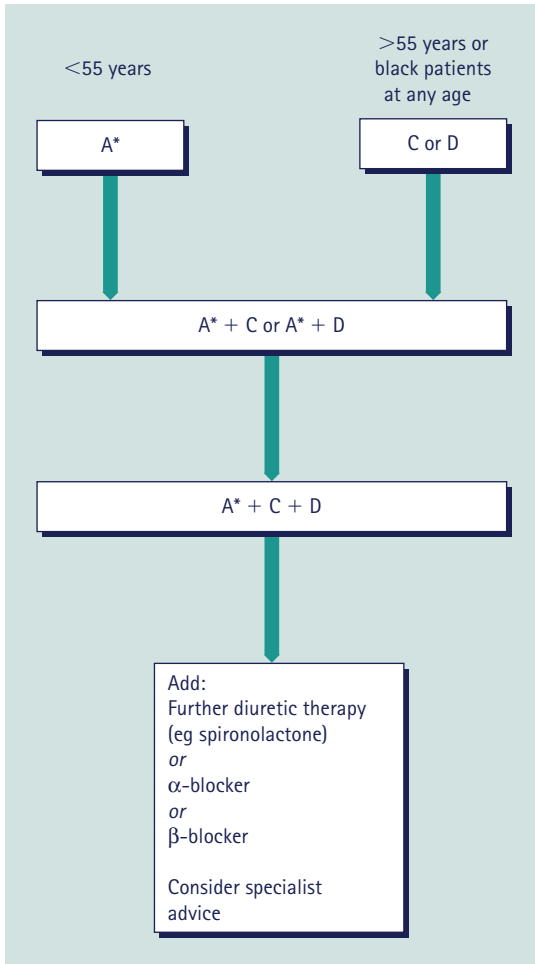 <55 years
>55 years or
black patients
at any age
A*
C or D
A* + C or A* + D
A* + C + D
Add:
Further diuretic therapy
(eg spironolactone)
or
α-blocker
or
β-blocker
Consider specialist
advice